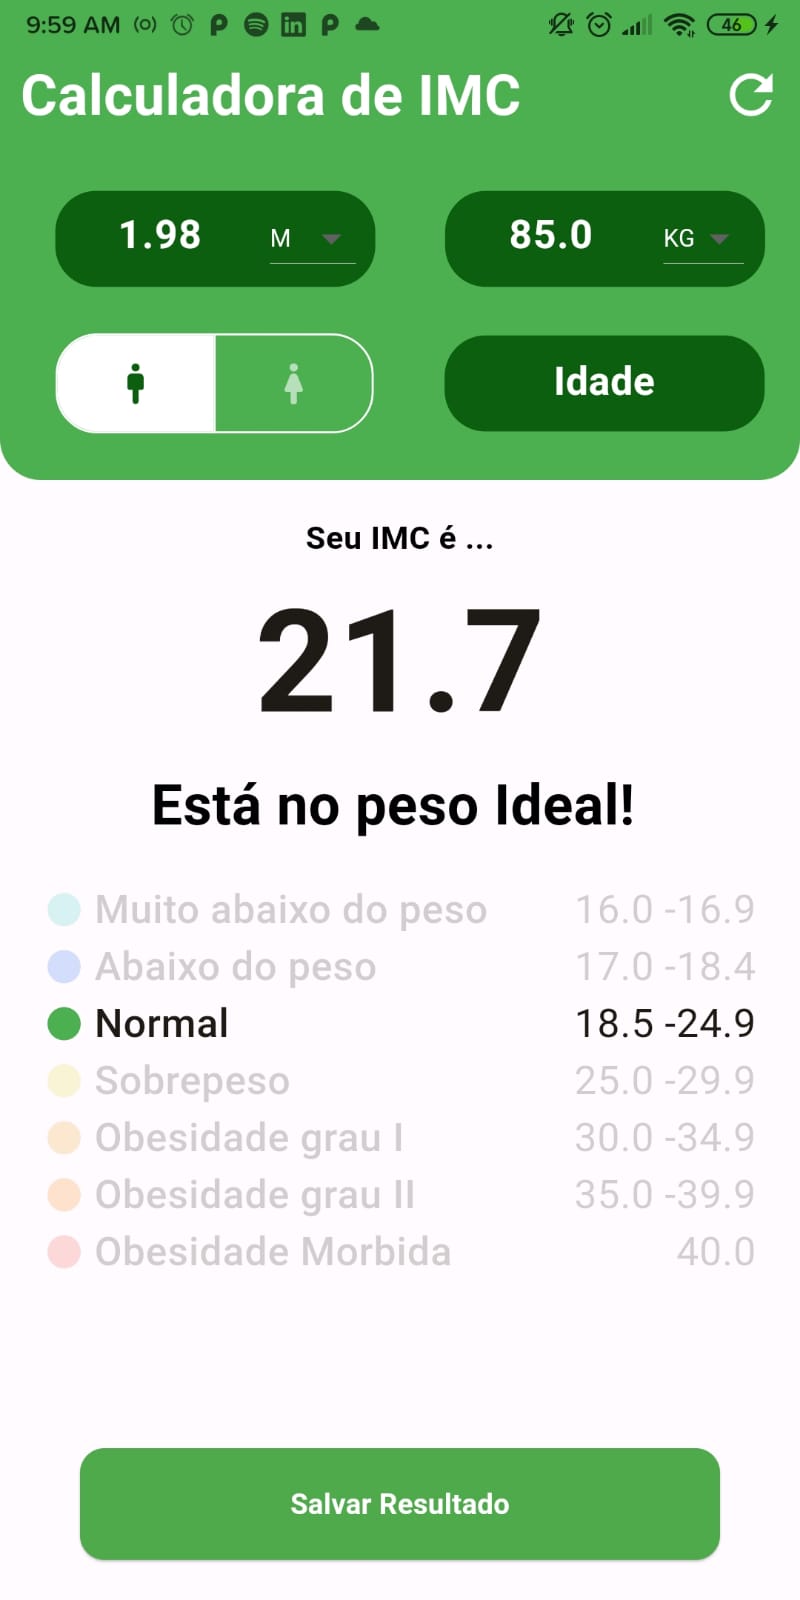 9:59 AM 46
Calculadora de IMC
1.98 M 85.0 KG
Idade
Seu IMC é ...
21.7
Está no peso Ideal!
Muito abaixo do peso 16.0 -16.9
Abaixo do peso 17.0 -18.4
Normal 18.5 -24.9
Sobrepeso 25.0 -29.9
Obesidade grau I 30.0 -34.9
Obesidade grau II 35.0 -39.9
Obesidade Morbida 40.0
Salvar Resultado